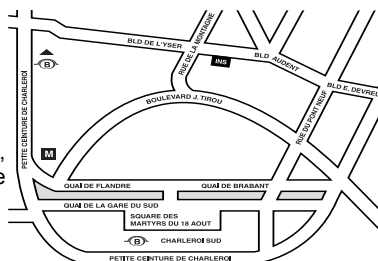 BLD DE L'YSER
RUE DE LA MONTAGNE
B
INS
BLD AUDENT
BLD E. DEVREU
PETITE CEINTURE DE CHARLEROI
BOULEVARD J. TIROU
RUE DU PONT NEUF
M
,
e
QUAI DE FLANDRE
QUAI DE BRABANT
QUAI DE LA GARE DU SUD
SQUARE DES
MARTYRS DU 18 AOUT
B
CHARLEROI SUD
PETITE CEINTURE DE CHARLEROI